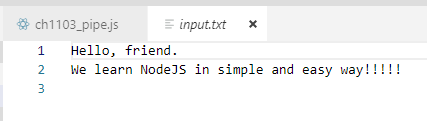 ch1103_pipe.js input.txt ×
1 Hello, friend.
2 We learn NodeJS in simple and easy way!!!!!
3